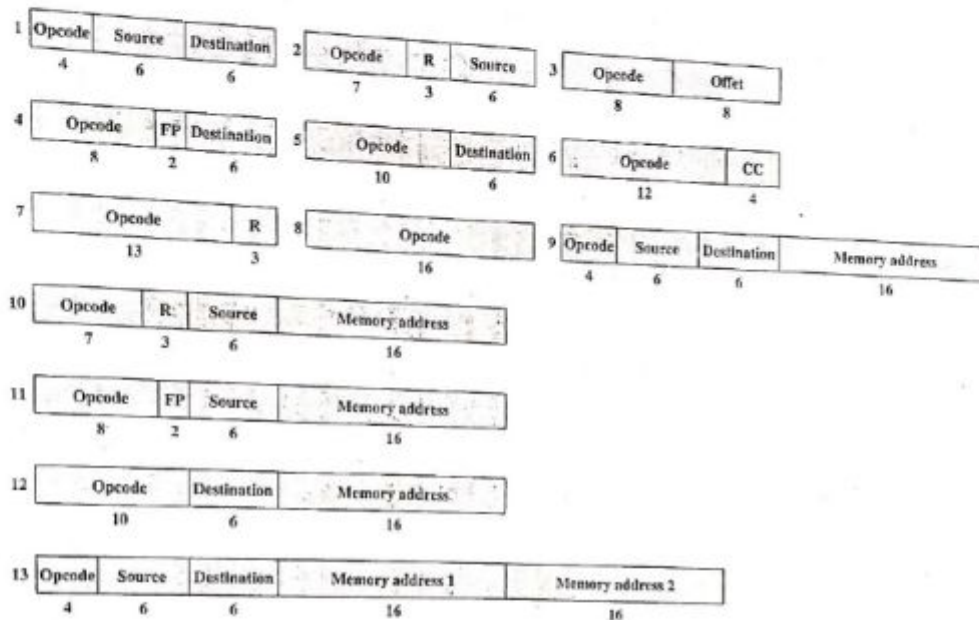 1 Opcode Source Destination 2 Opcode R Source 3 Opcode Offet
4 6 6 7 3 6 8 8
4 Opcode FP Destination 5 Opcode Destination 6 Opcode CC
8 2 6 10 6 12 4
7 Opcode R 8 Opcode 9 Opcode Source Destination Memory address
13 3 16 4 6 6 16
10 Opcode R Source Memory address
7 3 6 16
11 Opcode FP Source Memory address
8 2 6 16
12 Opcode Destination Memory address
10 6 16
13 Opcode Source Destination Memory address 1 Memory address 2
4 6 6 16 16